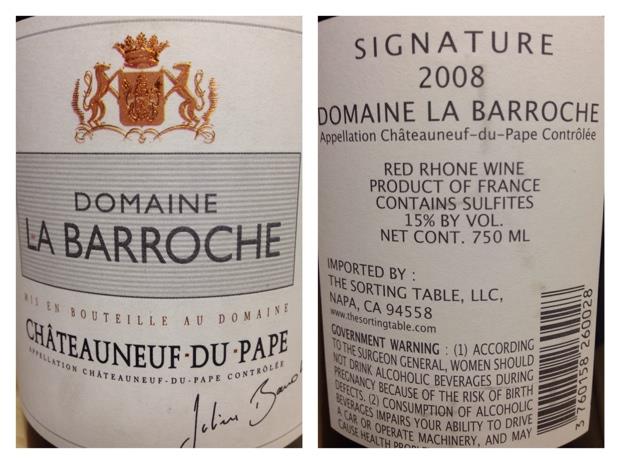 DOMAINE
LA BARROCHE
MIS EN BOUTEILLE AU DOMAINE
CHÂTEAUNEUF·DU·PAPE
APPELLATION CHÂTEAUNEUF-DU-PAPE CONTRÔLÉE
SIGNATURE
2008
DOMAINE LA BARROCHE
Appellation Châteauneuf-du-Pape Contrôlée
RED RHONE WINE
PRODUCT OF FRANCE
CONTAINS SULFITES
15% BY VOL.
NET CONT. 750 ML
IMPORTED BY :
THE SORTING TABLE, LLC,
NAPA, CA 94558
www.thesortingtable.com
GOVERNMENT WARNING : (1) ACCORDING
TO THE SURGEON GENERAL, WOMEN SHOULD
NOT DRINK ALCOHOLIC BEVERAGES DURING
PREGNANCY BECAUSE OF THE RISK OF BIRTH
DEFECTS. (2) CONSUMPTION OF ALCOHOLIC
BEVERAGES IMPAIRS YOUR ABILITY TO DRIVE
A CAR OR OPERATE MACHINERY, AND MAY
CAUSE HEALTH
3 760158 260028